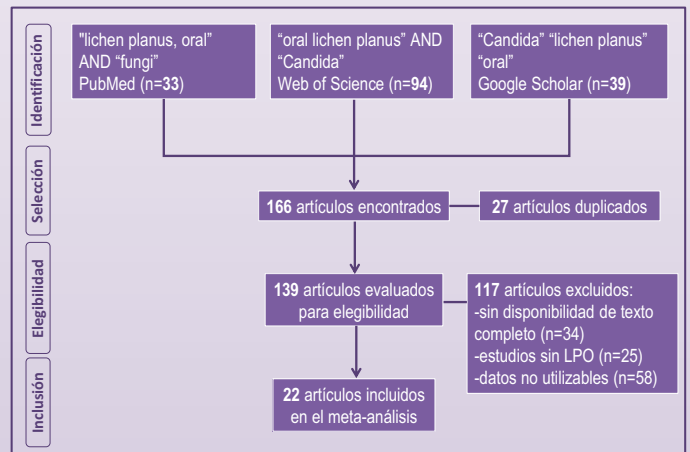 Identificación
"lichen planus, oral"
AND “fungi”
PubMed (n=33)
“oral lichen planus” AND
“Candida”
Web of Science (n=94)
“Candida” “lichen planus”
“oral”
Google Scholar (n=39)
Selección
166 artículos encontrados
27 artículos duplicados
Elegibilidad
139 artículos evaluados
para elegibilidad
117 artículos excluidos:
-sin disponibilidad de texto
completo (n=34)
-estudios sin LPO (n=25)
-datos no utilizables (n=58)
Inclusión
22 artículos incluidos
en el meta-análisis